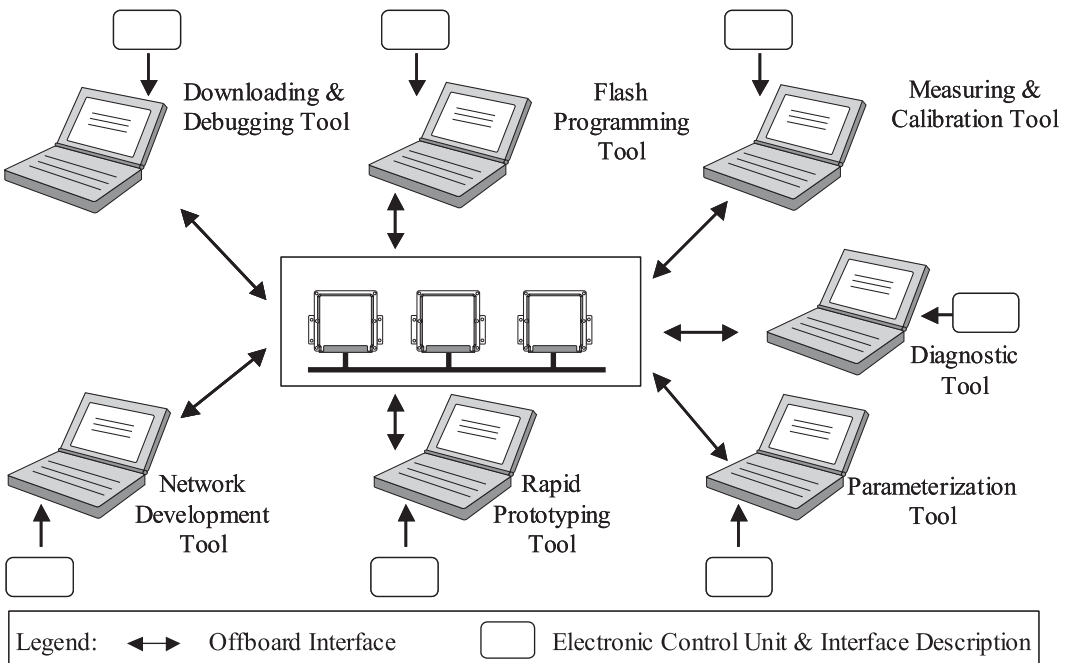 Downloading &
Debugging Tool
Flash
Programming
Tool
Measuring &
Calibration Tool
Diagnostic
Tool
Network
Development
Tool
Rapid
Prototyping
Tool
Parameterization
Tool
Legend: Offboard Interface Electronic Control Unit & Interface Description